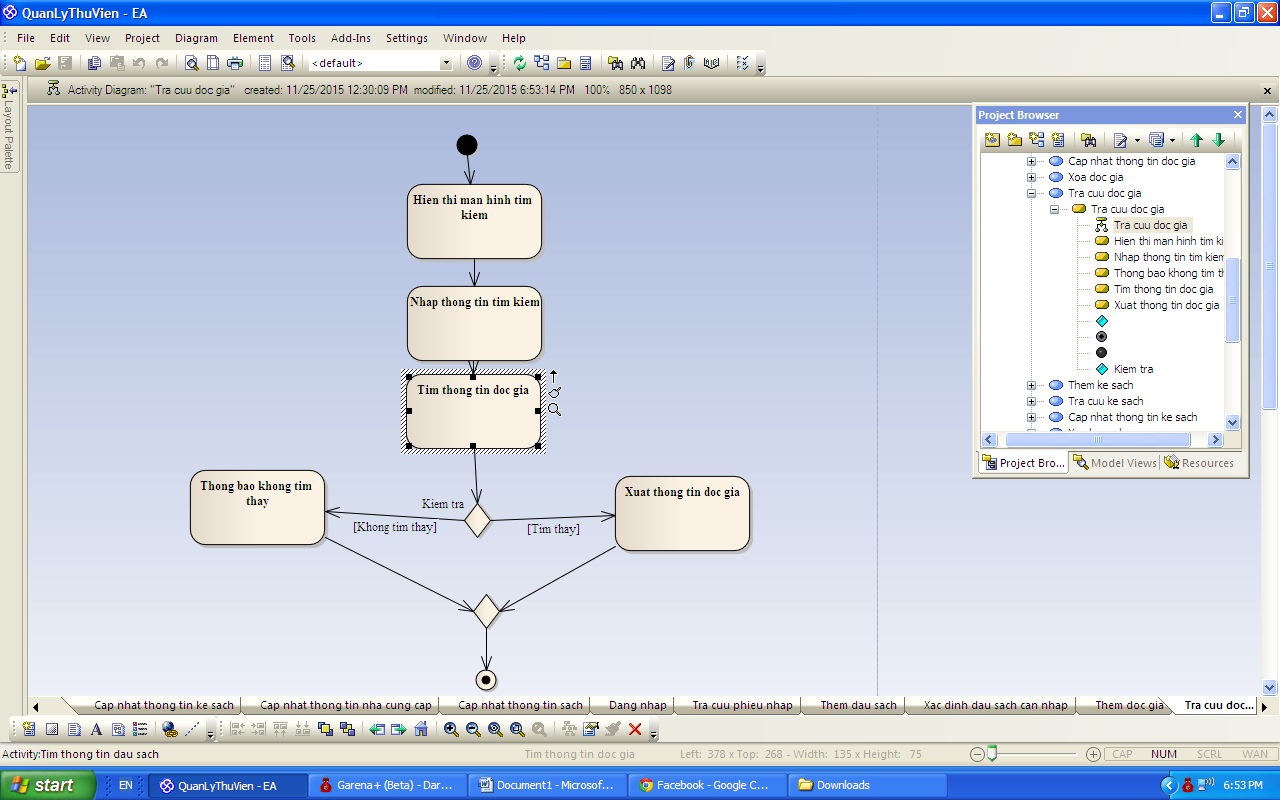 QuanLyThuVien - EA
File Edit View Project Diagram Element Tools Add-Ins Settings Window Help
<default>
Activity Diagram: "Tra cuu doc gia" created: 11/25/2015 12:30:09 PM modified: 11/25/2015 6:53:14 PM 100% 850 x 1098
Layout Palette
Hien thi man hinh tim
kiem
Nhap thong tin tim kiem
Tim thong tin doc gia
Thong bao khong tim
thay
Kiem tra
[Khong tim thay]
[Tim thay]
Xuat thong tin doc gia
Project Browser
Cap nhat thong tin doc gia
Xoa doc gia
Tra cuu doc gia
Tra cuu doc gia
Tra cuu doc gia
Hien thi man hinh tim ki
Nhap thong tin tim kiem
Thong bao khong tim th
Tim thong tin doc gia
Xuat thong tin doc gia
Kiem tra
Them ke sach
Tra cuu ke sach
Cap nhat thong tin ke sach
Project Bro... Model Views Resources
Cap nhat thong tin ke sach Cap nhat thong tin nha cung cap Cap nhat thong tin sach Dang nhap Tra cuu phieu nhap Them dau sach Xac dinh dau sach can nhap Them doc gia Tra cuu doc...
Activity:Tim thong tin dau sach Tim thong tin doc gia Left: 378 x Top: 268 - Width: 135 x Height: 75 CAP NUM SCRL WAN
start EN QuanLyThuVien - EA Garena+ (Beta) - Dar... Document1 - Microsof... Facebook - Google C... Downloads 6:53 PM